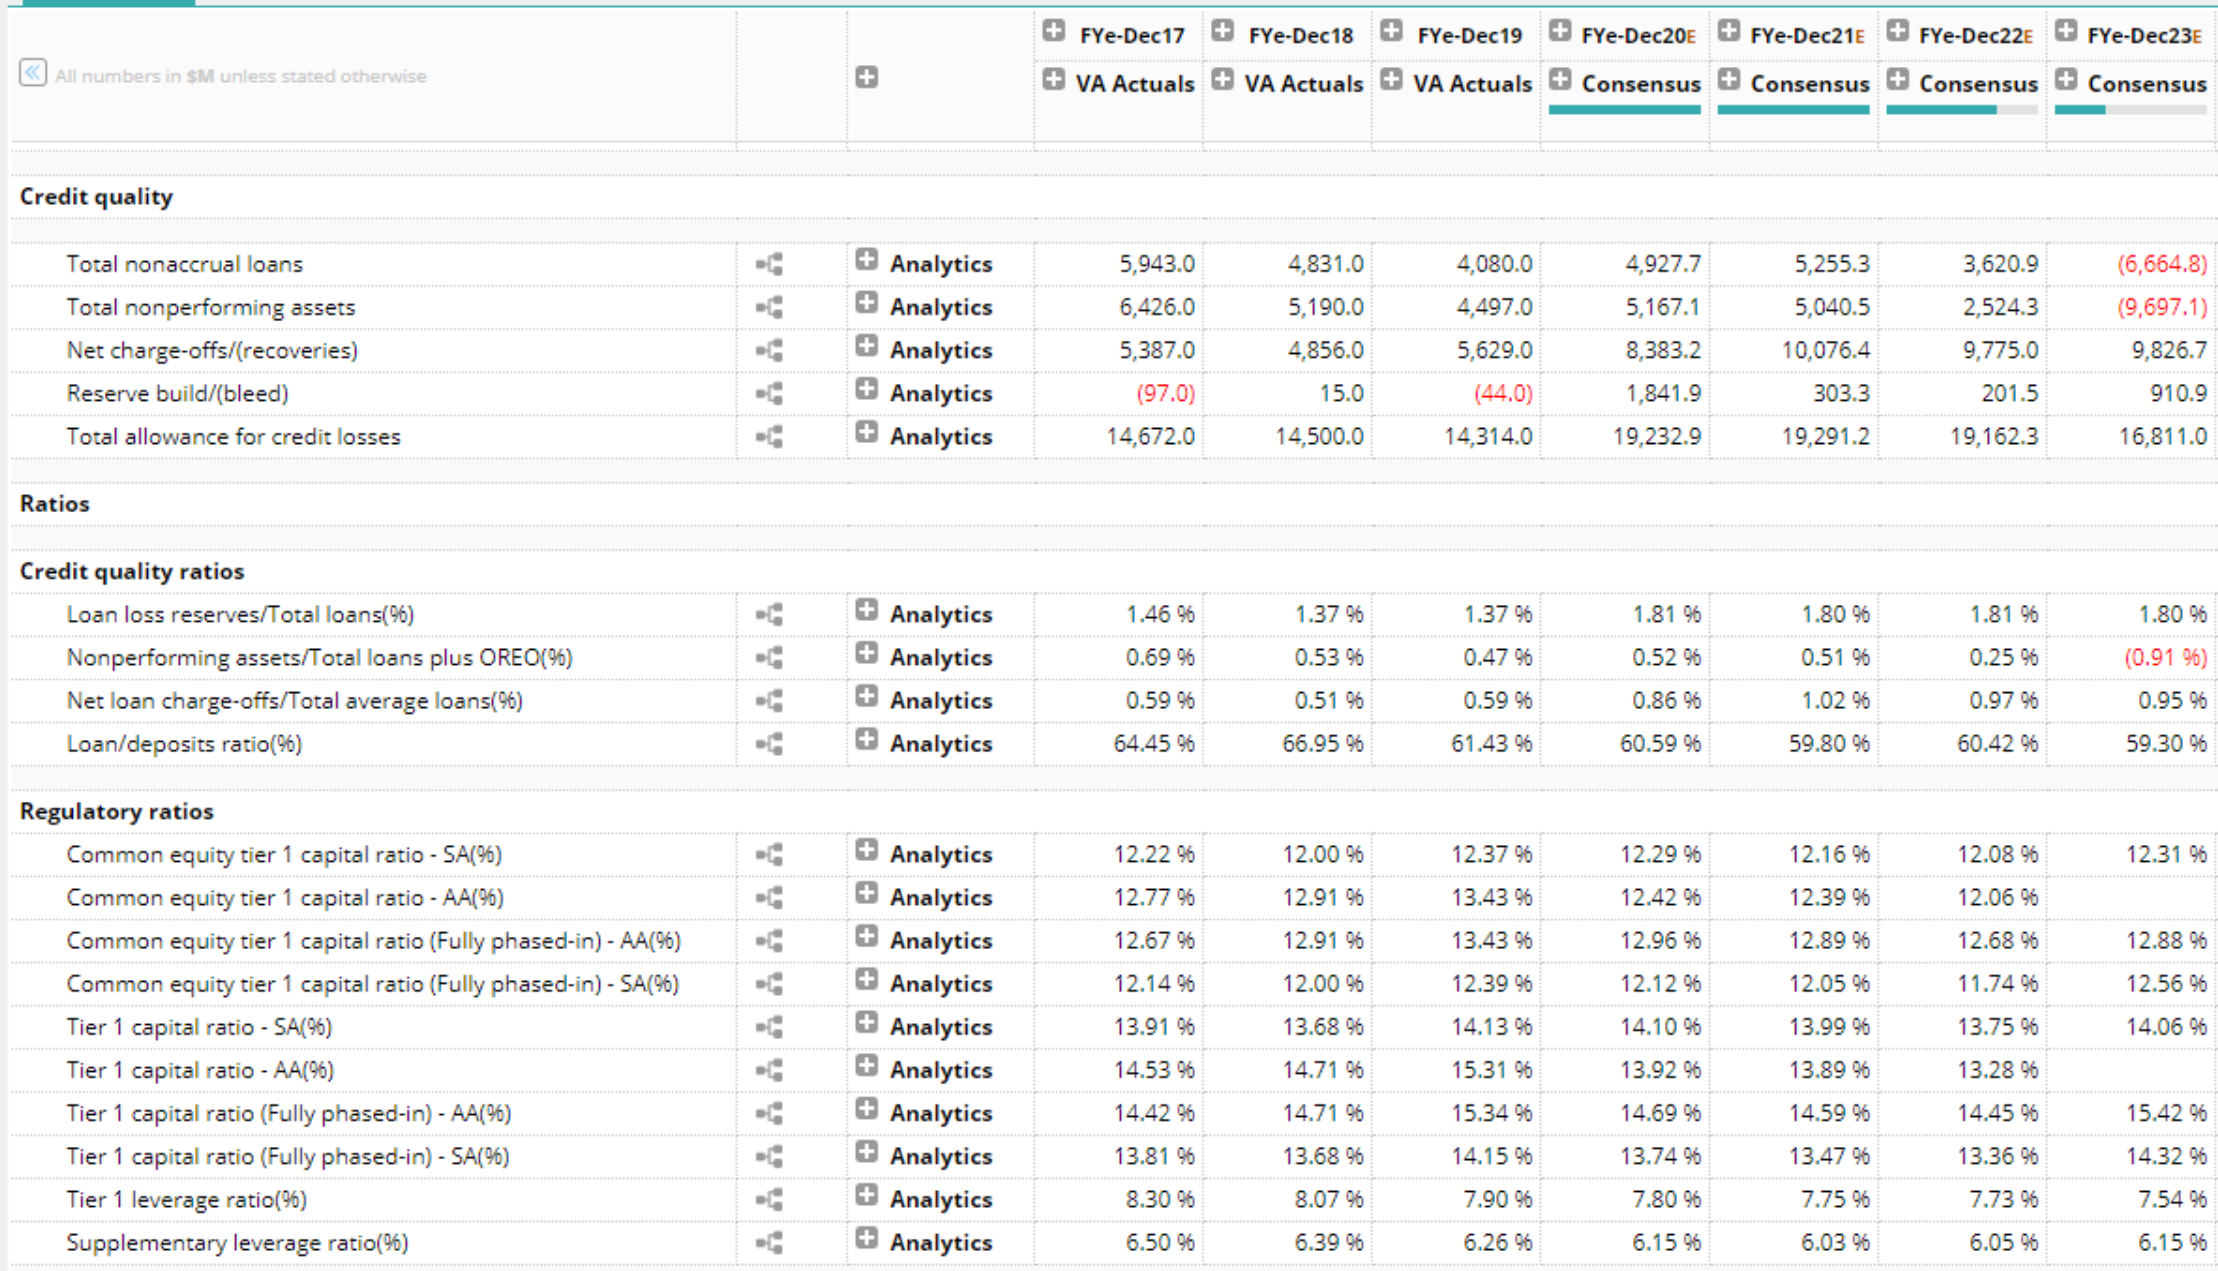 FYe-Dec17 FYe-Dec18 FYe-Dec19 FYe-Dec20E FYe-Dec21E FYe-Dec22E FYe-Dec23E
All numbers in $M unless stated otherwise
VA Actuals VA Actuals VA Actuals Consensus Consensus Consensus Consensus
Credit quality
Total nonaccrual loans Analytics 5,943.0 4,831.0 4,080.0 4,927.7 5,255.3 3,620.9 (6,664.8)
Total nonperforming assets Analytics 6,426.0 5,190.0 4,497.0 5,167.1 5,040.5 2,524.3 (9,697.1)
Net charge-offs/(recoveries) Analytics 5,387.0 4,856.0 5,629.0 8,383.2 10,076.4 9,775.0 9,826.7
Reserve build/(bleed) Analytics (97.0) 15.0 (44.0) 1,841.9 303.3 201.5 910.9
Total allowance for credit losses Analytics 14,672.0 14,500.0 14,314.0 19,232.9 19,291.2 19,162.3 16,811.0
Ratios
Credit quality ratios
Loan loss reserves/Total loans(%) Analytics 1.46 % 1.37 % 1.37 % 1.81 % 1.80 % 1.81 % 1.80 %
Nonperforming assets/Total loans plus OREO(%) Analytics 0.69 % 0.53 % 0.47 % 0.52 % 0.51 % 0.25 % (0.91 %)
Net loan charge-offs/Total average loans(%) Analytics 0.59 % 0.51 % 0.59 % 0.86 % 1.02 % 0.97 % 0.95 %
Loan/deposits ratio(%) Analytics 64.45 % 66.95 % 61.43 % 60.59 % 59.80 % 60.42 % 59.30 %
Regulatory ratios
Common equity tier 1 capital ratio - SA(%) Analytics 12.22 % 12.00 % 12.37 % 12.29 % 12.16 % 12.08 % 12.31 %
Common equity tier 1 capital ratio - AA(%) Analytics 12.77 % 12.91 % 13.43 % 12.42 % 12.39 % 12.06 %
Common equity tier 1 capital ratio (Fully phased-in) - AA(%) Analytics 12.67 % 12.91 % 13.43 % 12.96 % 12.89 % 12.68 % 12.88 %
Common equity tier 1 capital ratio (Fully phased-in) - SA(%) Analytics 12.14 % 12.00 % 12.39 % 12.12 % 12.05 % 11.74 % 12.56 %
Tier 1 capital ratio - SA(%) Analytics 13.91 % 13.68 % 14.13 % 14.10 % 13.99 % 13.75 % 14.06 %
Tier 1 capital ratio - AA(%) Analytics 14.53 % 14.71 % 15.31 % 13.92 % 13.89 % 13.28 %
Tier 1 capital ratio (Fully phased-in) - AA(%) Analytics 14.42 % 14.71 % 15.34 % 14.69 % 14.59 % 14.45 % 15.42 %
Tier 1 capital ratio (Fully phased-in) - SA(%) Analytics 13.81 % 13.68 % 14.15 % 13.74 % 13.47 % 13.36 % 14.32 %
Tier 1 leverage ratio(%) Analytics 8.30 % 8.07 % 7.90 % 7.80 % 7.75 % 7.73 % 7.54 %
Supplementary leverage ratio(%) Analytics 6.50 % 6.39 % 6.26 % 6.15 % 6.03 % 6.05 % 6.15 %